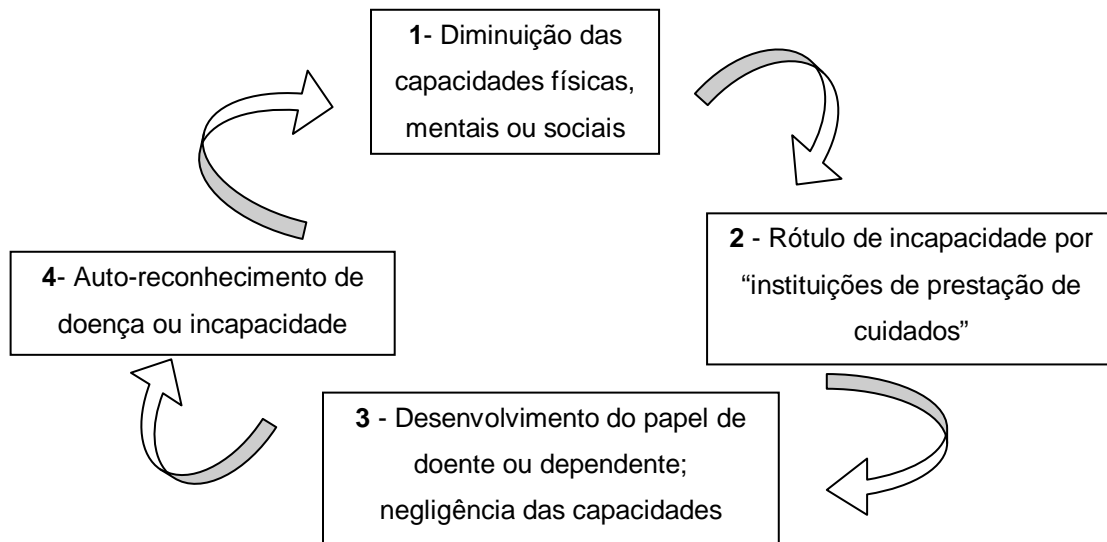 1- Diminuição das
capacidades físicas,
mentais ou sociais
2 - Rótulo de incapacidade por
“instituições de prestação de
cuidados”
3 - Desenvolvimento do papel de
doente ou dependente;
negligência das capacidades
4- Auto-reconhecimento de
doença ou incapacidade